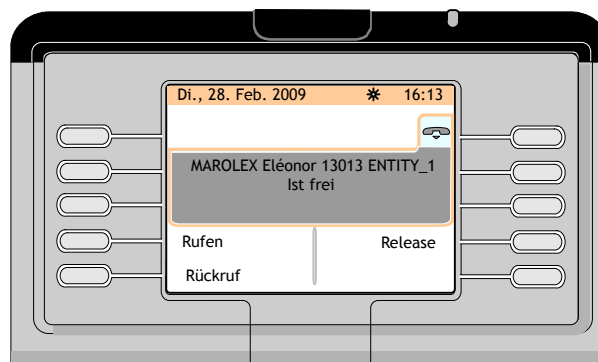 Di., 28. Feb. 2009 16:13
MAROLEX Eléonor 13013 ENTITY_1
Ist frei
Rufen Release
Rückruf